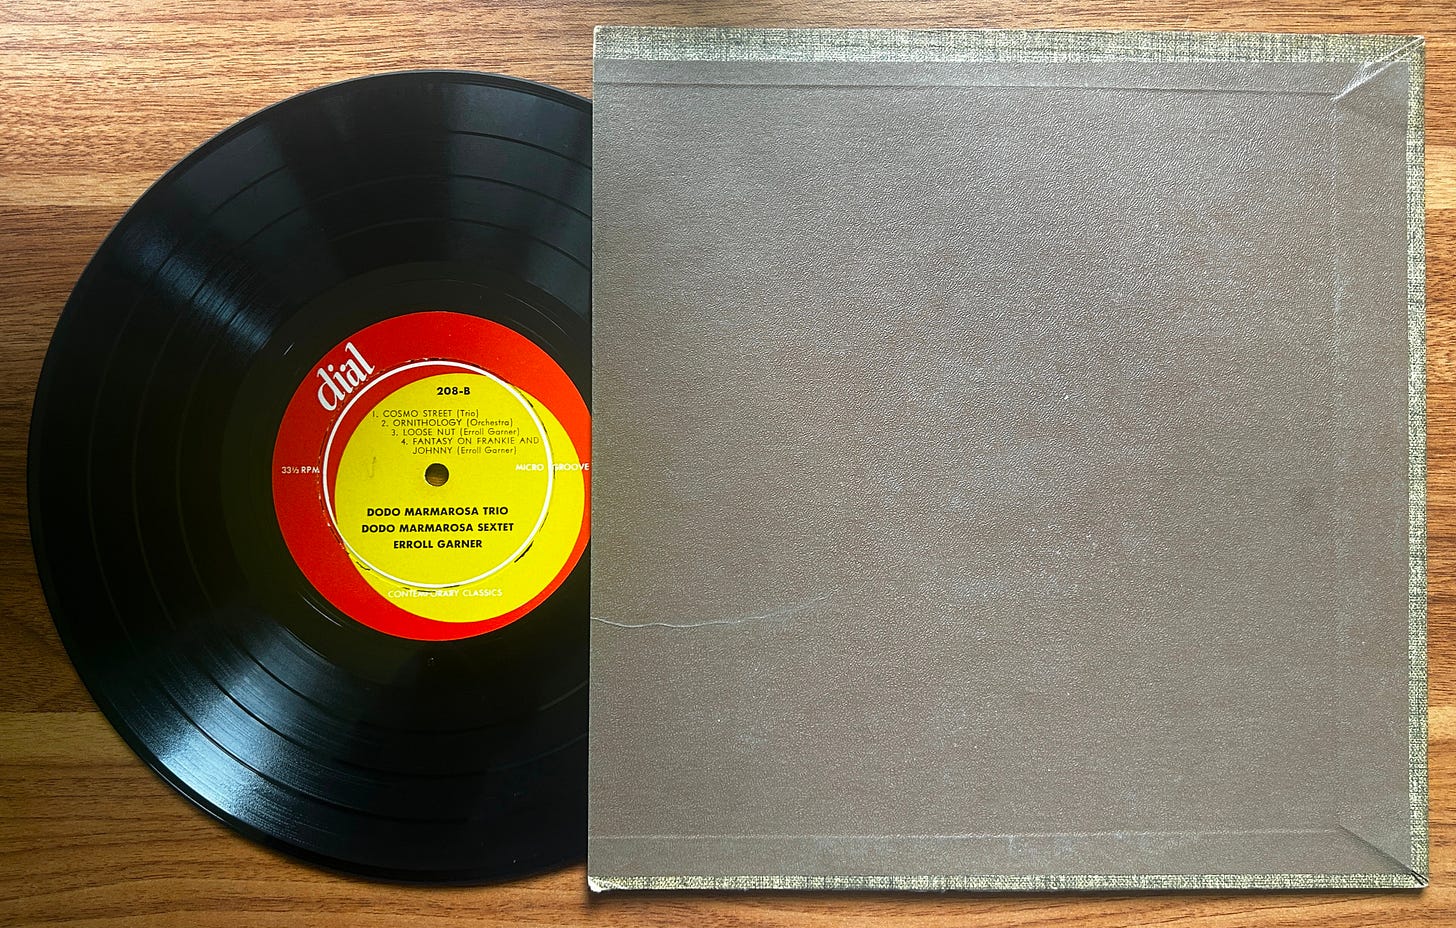 dial
208-B
1. COSMO STREET (Trio)
2. ORNITHOLOGY (Orchestra)
3. LOOSE NUT (Erroll Garner)
4. FANTASY ON FRANKIE AND
JOHNNY (Erroll Garner)
33⅓ RPM MICRO GROOVE
DODO MARMAROSA TRIO
DODO MARMAROSA SEXTET
ERROLL GARNER
CONTEMPORARY CLASSICS